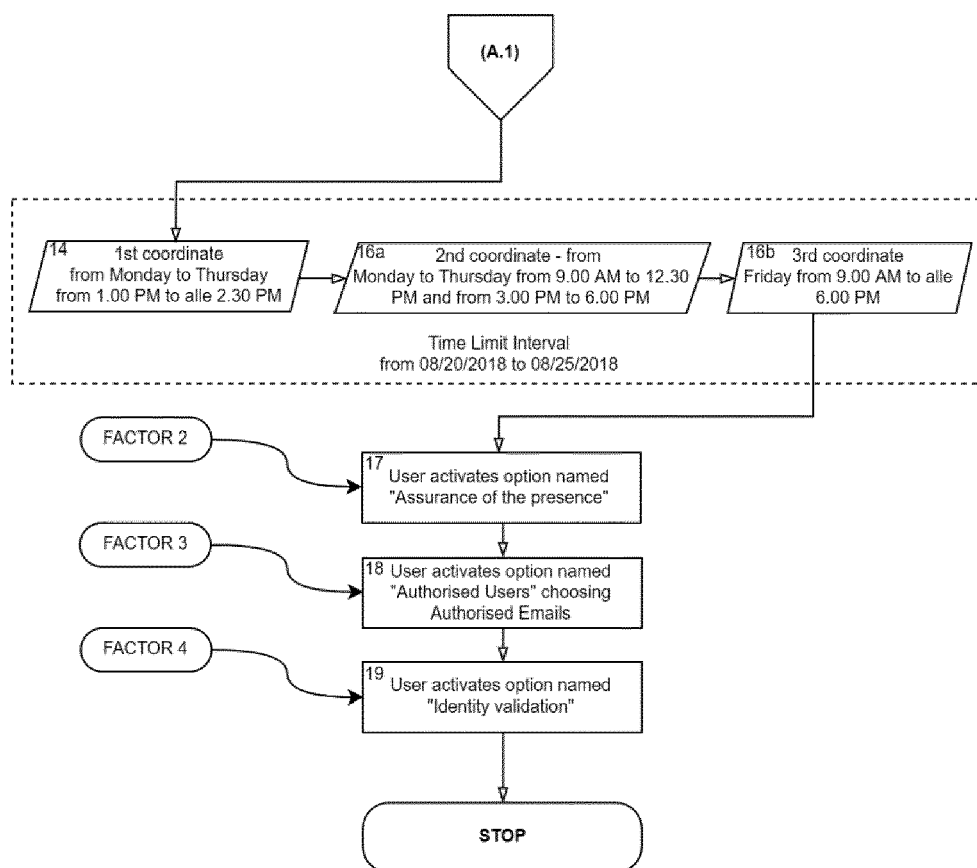 (A.1)
14
1st coordinate
from Monday to Thursday
from 1.00 PM to alle 2.30 PM
16a
2nd coordinate - from
Monday to Thursday from 9.00 AM to 12.30
PM and from 3.00 PM to 6.00 PM
16b
3rd coordinate
Friday from 9.00 AM to alle
6.00 PM
Time Limit Interval
from 08/20/2018 to 08/25/2018
FACTOR 2
17
User activates option named
"Assurance of the presence"
FACTOR 3
18
User activates option named
"Authorised Users" choosing
Authorised Emails
FACTOR 4
19
User activates option named
"Identity validation"
STOP